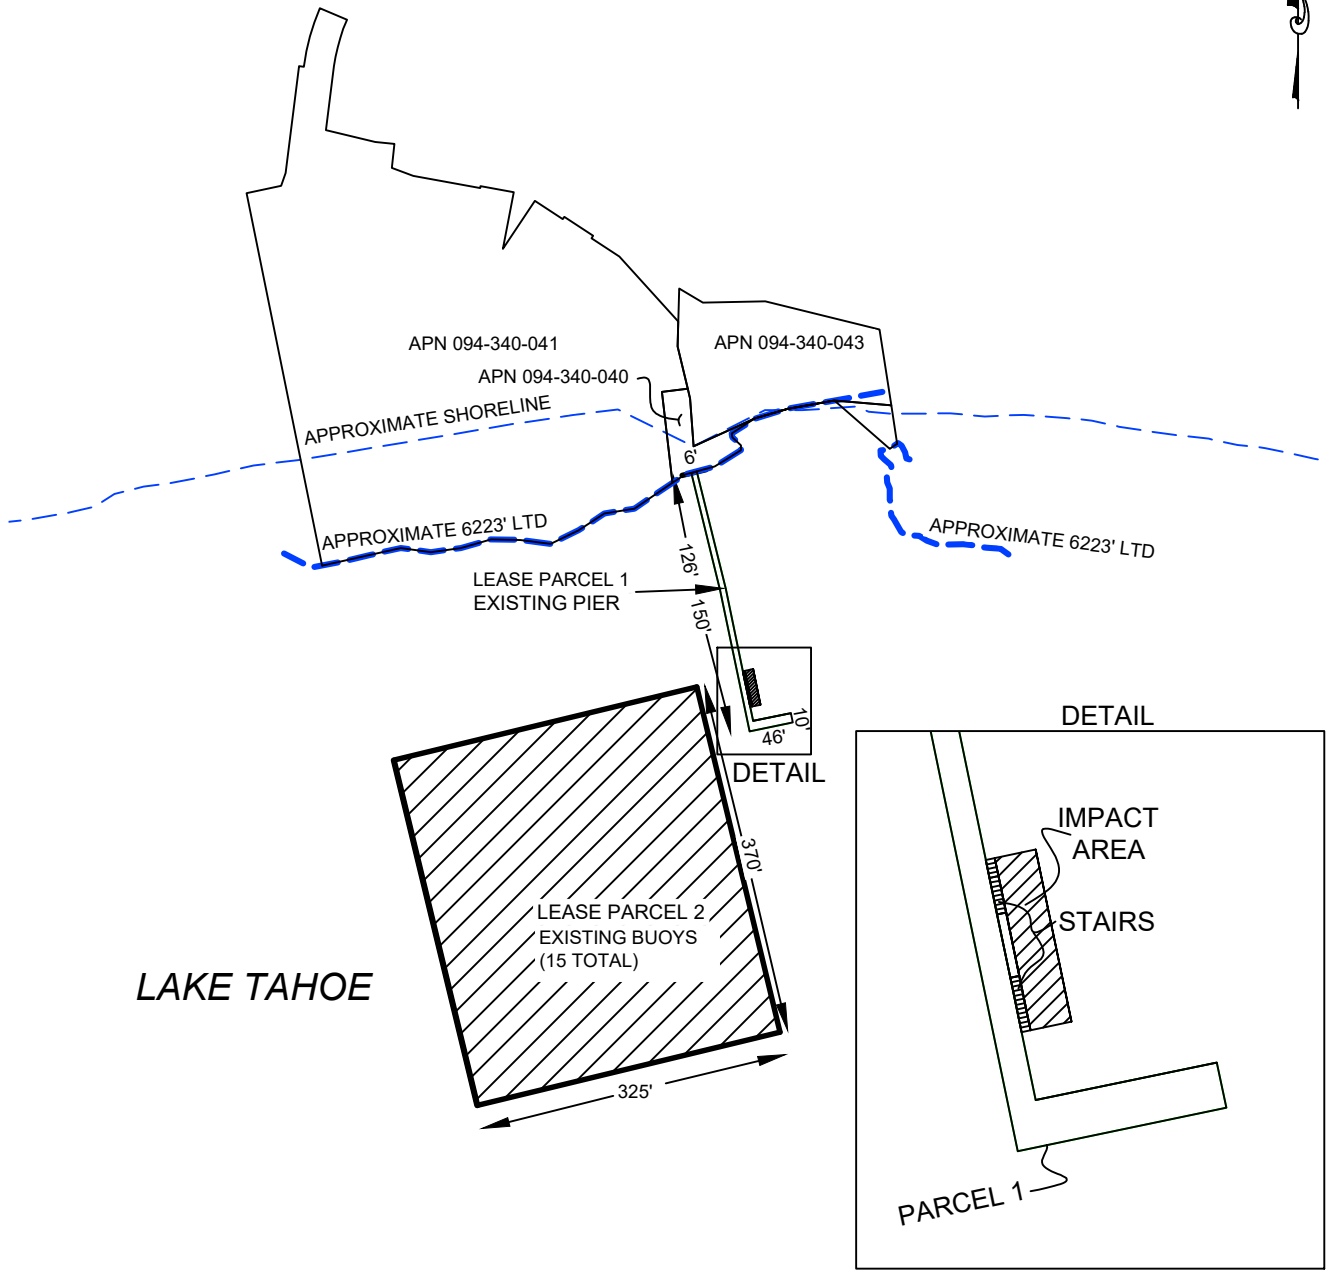 APN 094-340-041
APN 094-340-043
APN 094-340-040
APPROXIMATE SHORELINE
6'
APPROXIMATE 6223' LTD
APPROXIMATE 6223' LTD
126'
LEASE PARCEL 1
EXISTING PIER
150'
10'
46'
DETAIL
370'
LEASE PARCEL 2
EXISTING BUOYS
(15 TOTAL)
325'
LAKE TAHOE
DETAIL
IMPACT
AREA
STAIRS
PARCEL 1